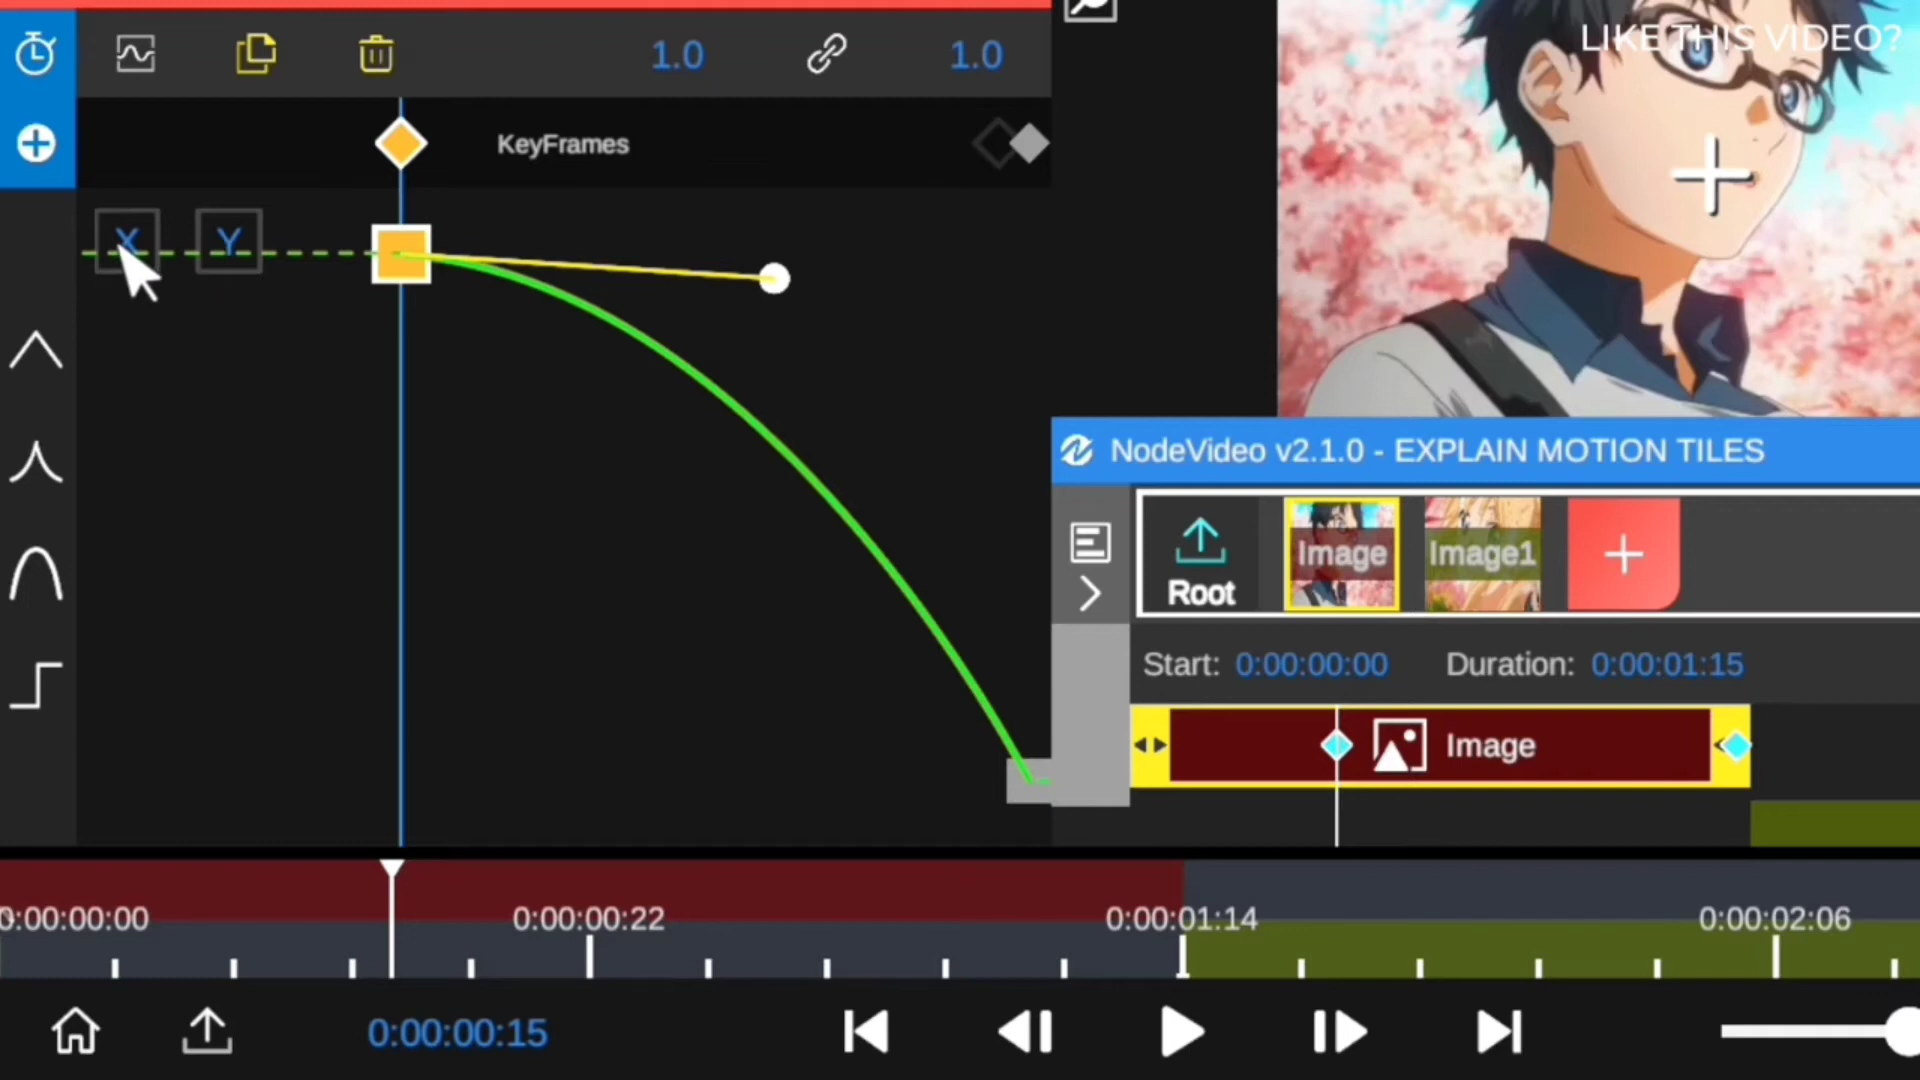 LIKE THIS VIDEO?
1.0
1.0
KeyFrames
X
Y
NodeVideo v2.1.0 - EXPLAIN MOTION TILES
Root
Image
Image1
Start: 0:00:00:00 Duration: 0:00:01:15
Image
0:00:00:00
0:00:00:22
0:00:01:14
0:00:02:06
0:00:00:15